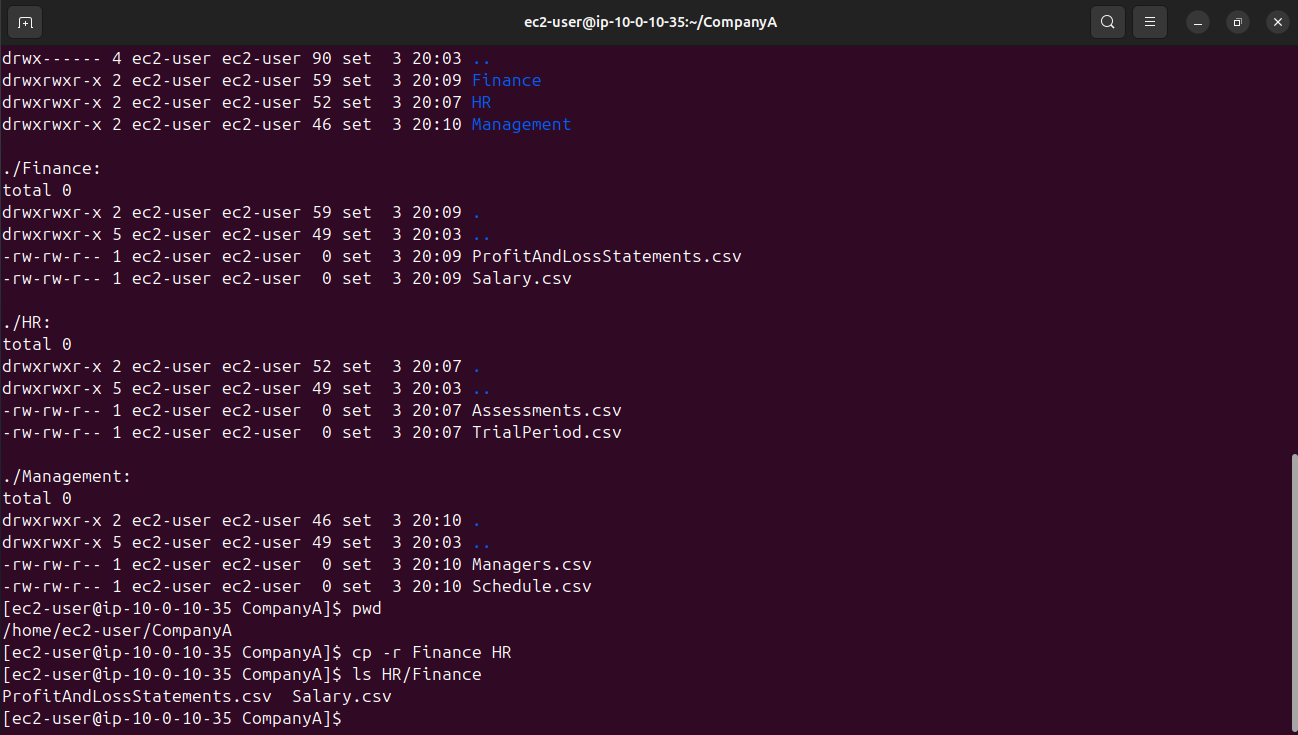 ec2-user@ip-10-0-10-35:~/CompanyA
drwx------ 4 ec2-user ec2-user 90 set  3 20:03 ..
drwxrwxr-x 2 ec2-user ec2-user 59 set  3 20:09 Finance
drwxrwxr-x 2 ec2-user ec2-user 52 set  3 20:07 HR
drwxrwxr-x 2 ec2-user ec2-user 46 set  3 20:10 Management

./Finance:
total 0
drwxrwxr-x 2 ec2-user ec2-user 59 set  3 20:09 .
drwxrwxr-x 5 ec2-user ec2-user 49 set  3 20:03 ..
-rw-rw-r-- 1 ec2-user ec2-user  0 set  3 20:09 ProfitAndLossStatements.csv
-rw-rw-r-- 1 ec2-user ec2-user  0 set  3 20:09 Salary.csv

./HR:
total 0
drwxrwxr-x 2 ec2-user ec2-user 52 set  3 20:07 .
drwxrwxr-x 5 ec2-user ec2-user 49 set  3 20:03 ..
-rw-rw-r-- 1 ec2-user ec2-user  0 set  3 20:07 Assessments.csv
-rw-rw-r-- 1 ec2-user ec2-user  0 set  3 20:07 TrialPeriod.csv

./Management:
total 0
drwxrwxr-x 2 ec2-user ec2-user 46 set  3 20:10 .
drwxrwxr-x 5 ec2-user ec2-user 49 set  3 20:03 ..
-rw-rw-r-- 1 ec2-user ec2-user  0 set  3 20:10 Managers.csv
-rw-rw-r-- 1 ec2-user ec2-user  0 set  3 20:10 Schedule.csv
[ec2-user@ip-10-0-10-35 CompanyA]$ pwd
/home/ec2-user/CompanyA
[ec2-user@ip-10-0-10-35 CompanyA]$ cp -r Finance HR
[ec2-user@ip-10-0-10-35 CompanyA]$ ls HR/Finance
ProfitAndLossStatements.csv  Salary.csv
[ec2-user@ip-10-0-10-35 CompanyA]$